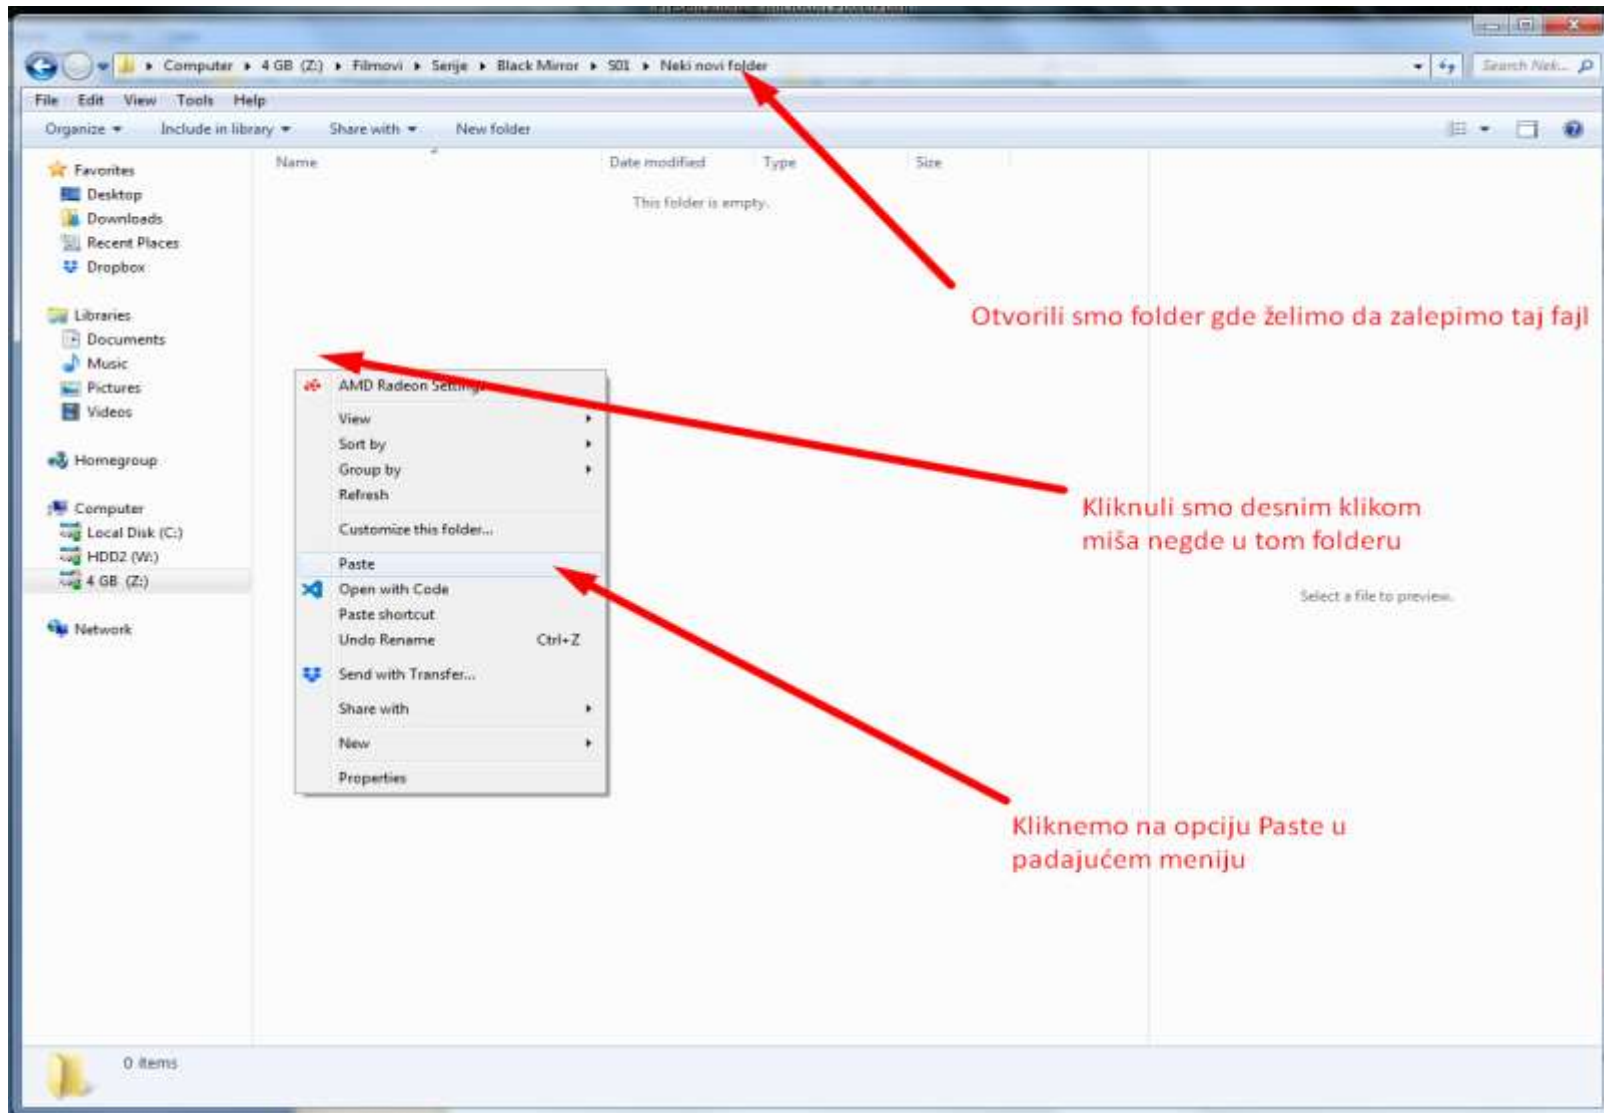 Computer ▸ 4 GB (Z:) ▸ Filmovi ▸ Serije ▸ Black Mirror ▸ S01 ▸ Neki novi folder
Search Nek...
File Edit View Tools Help
Organize Include in library Share with New folder
Name Date modified Type Size
This folder is empty.
Favorites
Desktop
Downloads
Recent Places
Dropbox
Libraries
Documents
Music
Pictures
Videos
Homegroup
Computer
Local Disk (C:)
HDD2 (W:)
4 GB (Z:)
Network
Otvorili smo folder gde želimo da zalepimo taj fajl
AMD Radeon
View
Sort by
Group by
Refresh
Customize this folder...
Paste
Open with Code
Paste shortcut
Undo Rename Ctrl+Z
Send with Transfer...
Share with
New
Properties
Kliknuli smo desnim klikom
miša negde u tom folderu
Select a file to preview.
Kliknemo na opciju Paste u
padajućem meniju
0 items